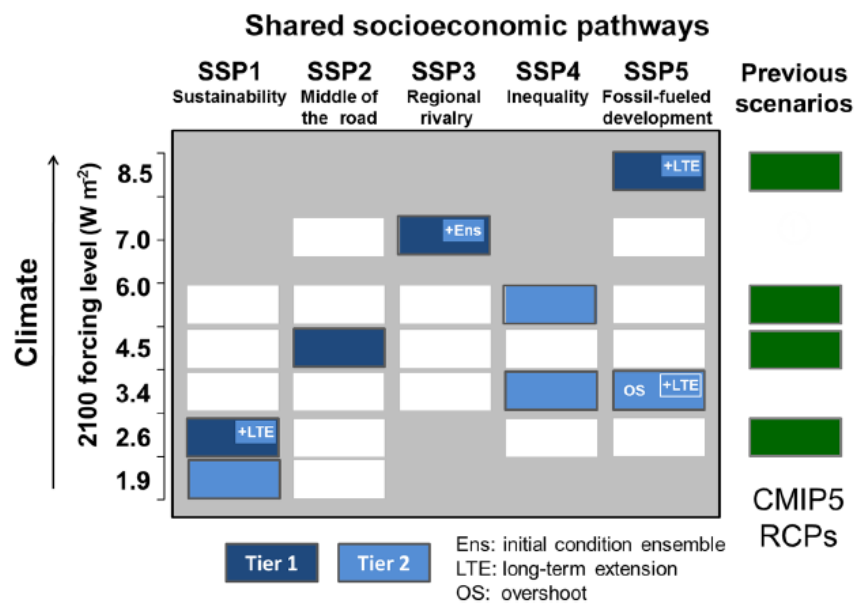 Shared socioeconomic pathways
SSP1 SSP2 SSP3 SSP4 SSP5 Previous
Sustainability Middle of Regional Inequality Fossil-fueled scenarios
the road rivalry development
8.5 +LTE
7.0 +Ens
6.0
4.5
3.4 OS +LTE
2.6 +LTE
1.9
Climate
2100 forcing level (W m-2)
CMIP5
RCPs
Tier 1 Tier 2
Ens: initial condition ensemble
LTE: long-term extension
OS: overshoot